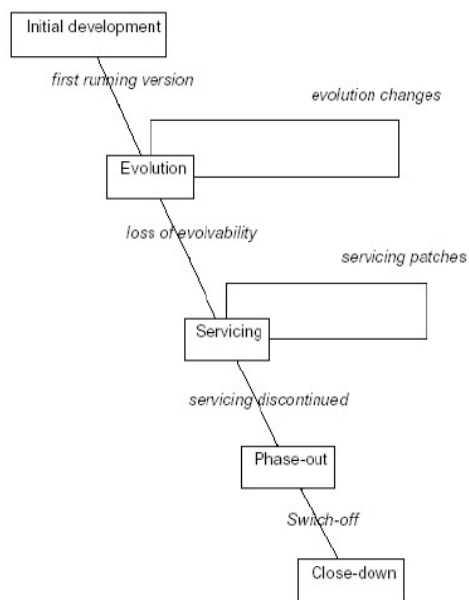 Initial development
first running version
evolution changes
Evolution
loss of evolvability
servicing patches
Servicing
servicing discontinued
Phase-out
Switch-off
Close-down